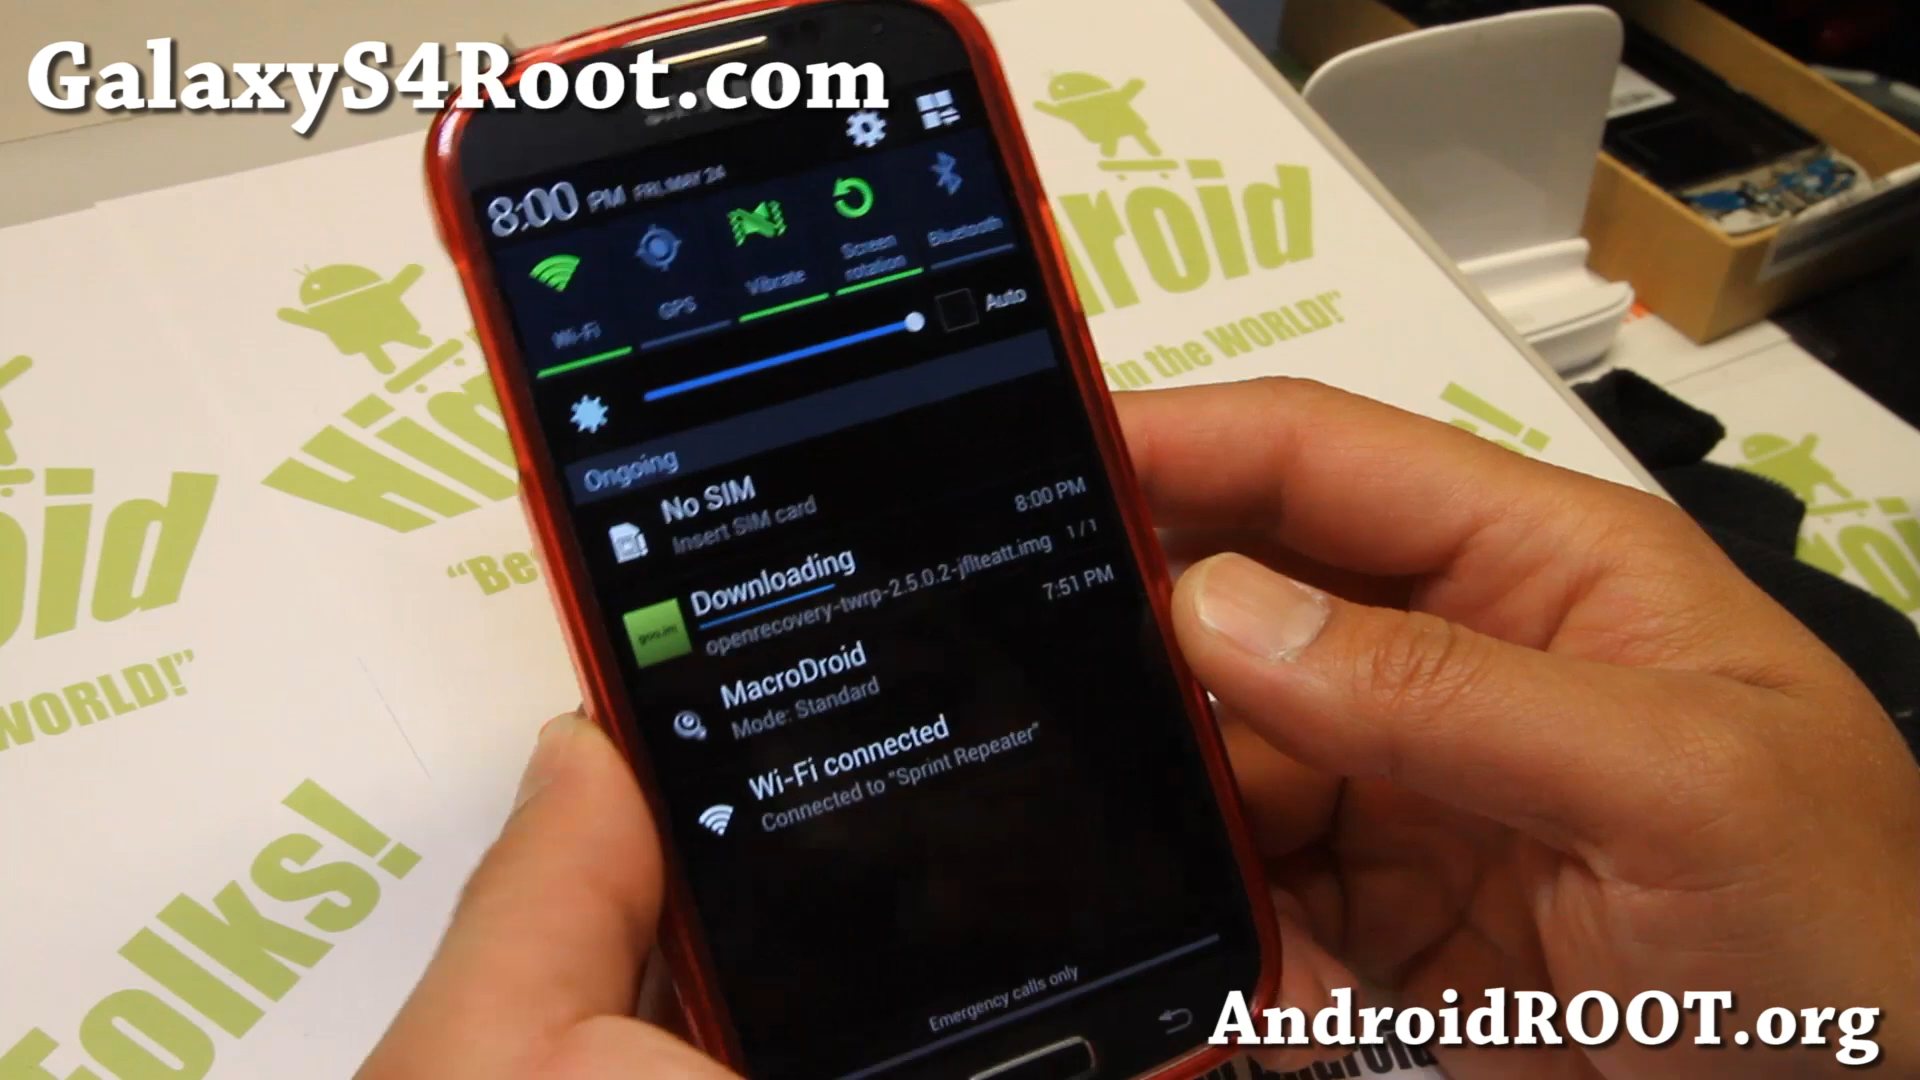 GalaxyS4Root.com
8:00 PM FRI, MAY 24
Wi-Fi
GPS
Vibrate
Screen rotation
Bluetooth
Auto
Ongoing
No SIM
Insert SIM card
8:00 PM
Downloading
openrecovery-twrp-2.5.0.2-jflteatt.img 1/1
goo.im
7:51 PM
MacroDroid
Mode: Standard
Wi-Fi connected
Connected to "Sprint Repeater"
Emergency calls only
in the WORLD!"
WORLD!"
Folks!
AndroidROOT.org